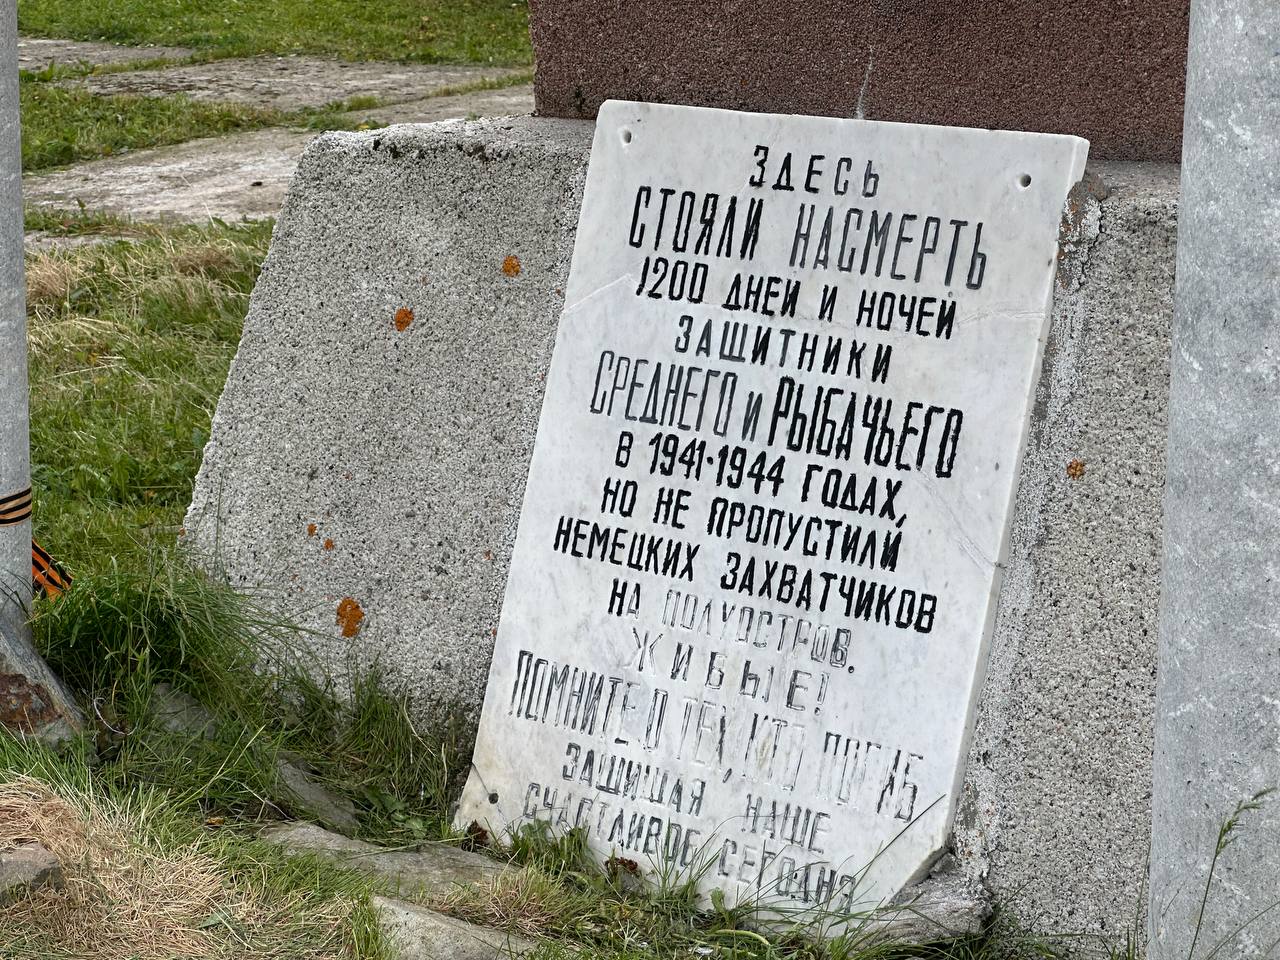 ЗДЕСЬ
СТОЯЛИ НАСМЕРТЬ
1200 ДНЕЙ И НОЧЕЙ
ЗАЩИТНИКИ
СРЕДНЕГО И РЫБАЧЬЕГО
В 1941-1944 ГОДАХ,
НО НЕ ПРОПУСТИЛИ
НЕМЕЦКИХ ЗАХВАТЧИКОВ
НА ПОЛУОСТРОВ.
ЖИВЫЕ!
ПОМНИТЕ О ТЕХ, КТО ПОГИБ
ЗАЩИЩАЯ НАШЕ
СЧАСТЛИВОЕ СЕГОДНЯ